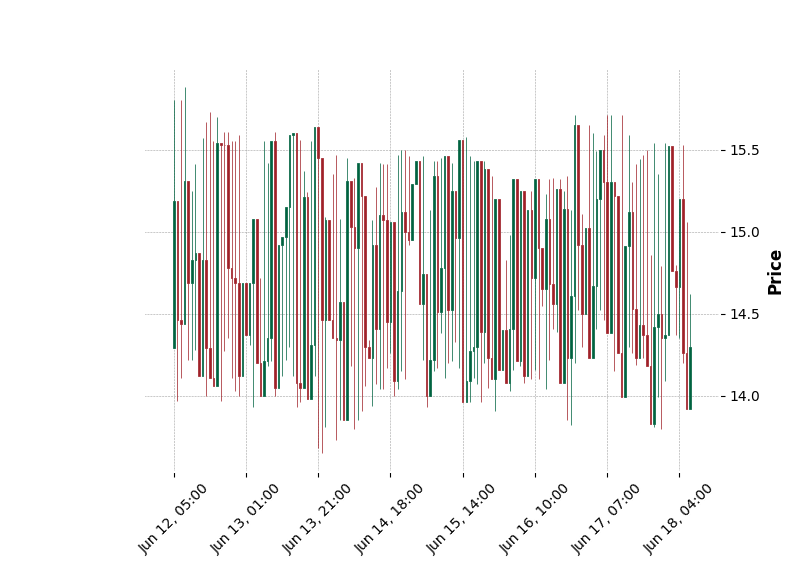 15.5
15.0
14.5
14.0
Price
Jun 12, 05:00
Jun 13, 01:00
Jun 13, 21:00
Jun 14, 18:00
Jun 15, 14:00
Jun 16, 10:00
Jun 17, 07:00
Jun 18, 04:00